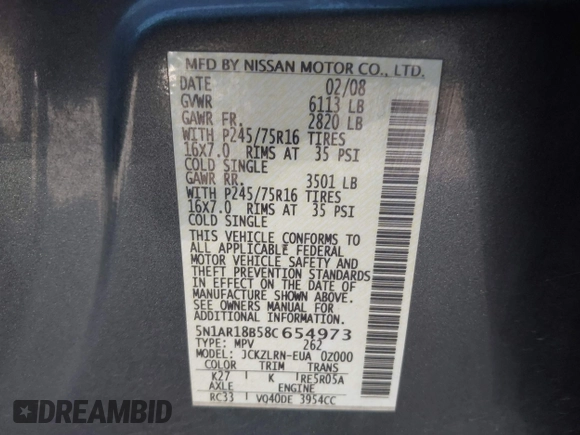 MFD BY NISSAN MOTOR CO., LTD.
DATE 02/08
GVWR 6113 LB
GAWR FR. 2820 LB
WITH P245/75R16 TIRES
16X7.0 RIMS AT 35 PSI
COLD SINGLE
GAWR RR. 3501 LB
WITH P245/75R16 TIRES
16X7.0 RIMS AT 35 PSI
COLD SINGLE
THIS VEHICLE CONFORMS TO
ALL APPLICABLE FEDERAL
MOTOR VEHICLE SAFETY AND
THEFT PREVENTION STANDARDS
IN EFFECT ON THE DATE OF
MANUFACTURE SHOWN ABOVE.
SEE OWNERS MANUAL FOR
ADDITIONAL INFORMATION.
5N1AR18B58C654973
TYPE: MPV 262
MODEL: JCKZLRN-EUA 0Z000
COLOR TRIM TRANS
K27 K RE5R05A
AXLE ENGINE
RC33 VQ40DE 3954CC
AUTOBIDHISTORY